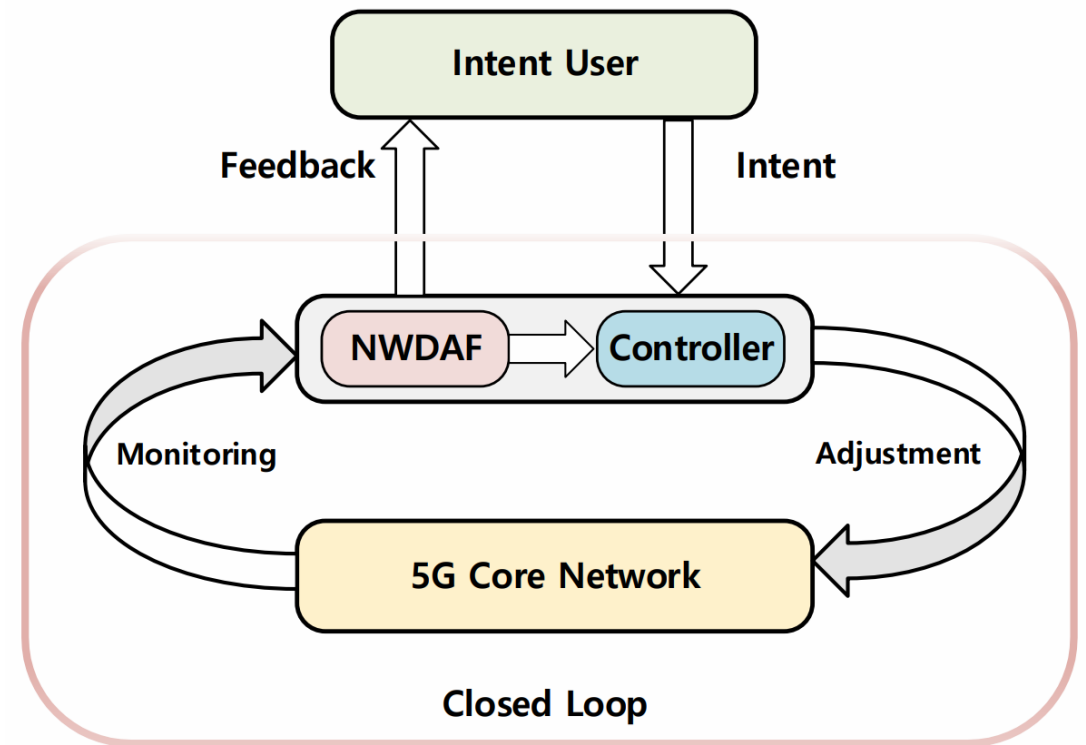 Intent User
Feedback
Intent
NWDAF
Controller
Monitoring
Adjustment
5G Core Network
Closed Loop